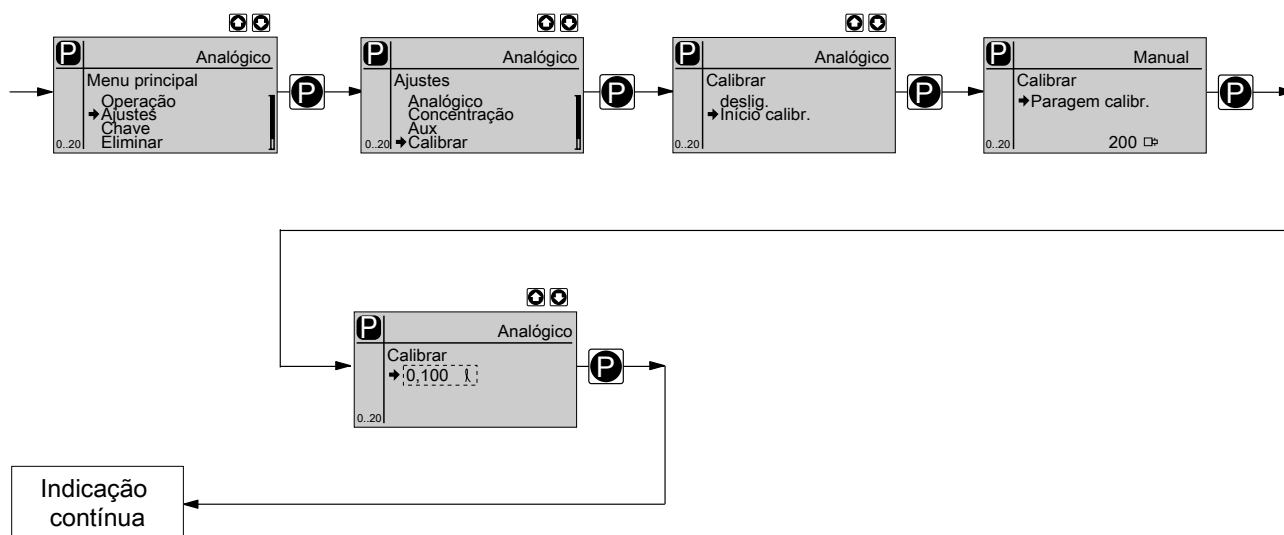 P Analógico
Menu principal
Operação
Ajustes
Chave
Eliminar
0..20
P
P Analógico
Ajustes
Analógico
Concentração
Aux
Calibrar
0..20
P
P Analógico
Calibrar
deslig.
Início calibr.
0..20
P
P Manual
Calibrar
Paragem calibr.
200
0..20
P
P Analógico
Calibrar
0,100 l
0..20
P
Indicação
contínua